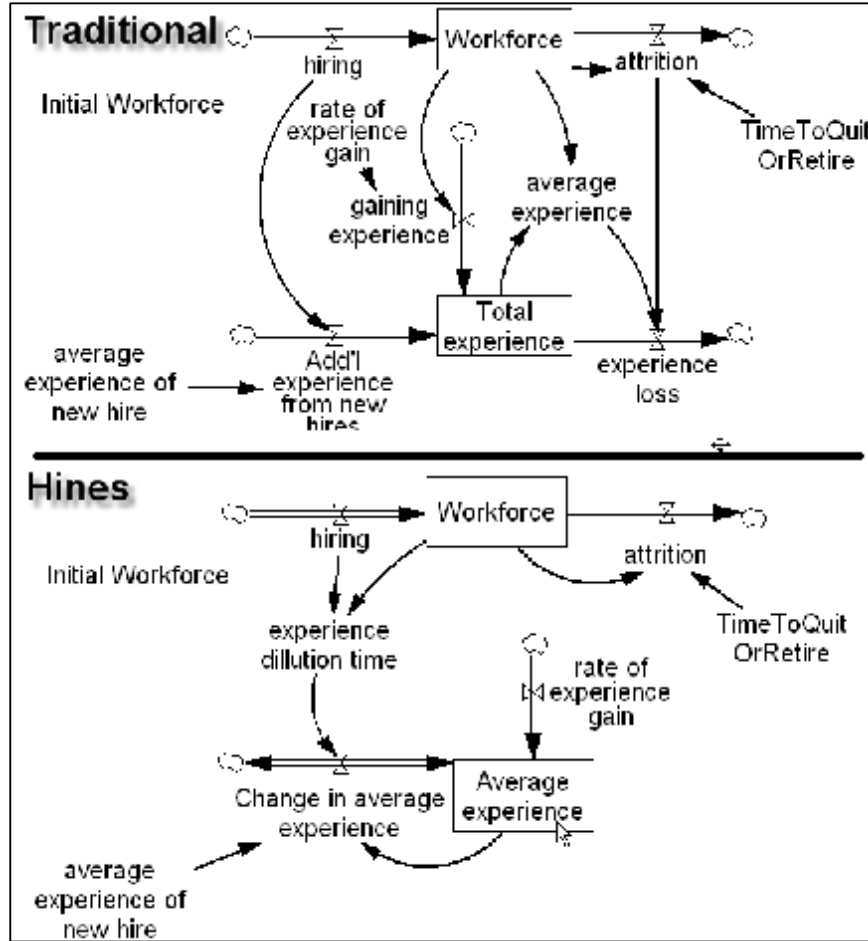 Traditional
Workforce
hiring
attrition
Initial Workforce
rate of
experience
gain
TimeToQuit
OrRetire
gaining
experience
average
experience
Total
experience
average
experience of
new hire
Add'l
experience
from new
hires
experience
loss
Hines
Workforce
hiring
attrition
Initial Workforce
experience
dillution time
TimeToQuit
OrRetire
rate of
experience
gain
Average
experience
Change in average
experience
average
experience of
new hire